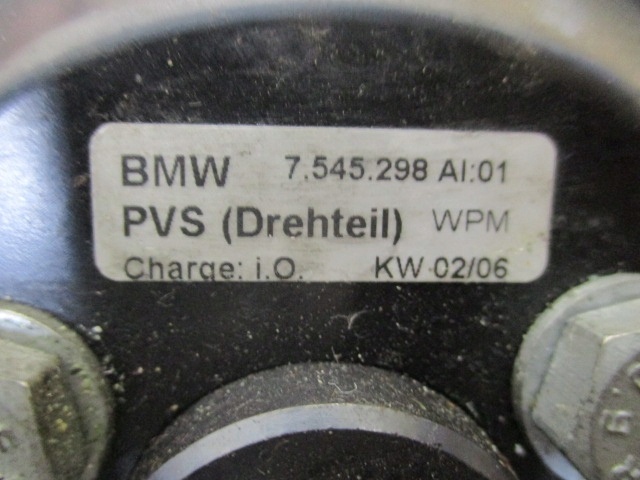 BMW 7.545.298 AI:01
PVS (Drehteil) WPM
Charge: i.O. KW 02/06